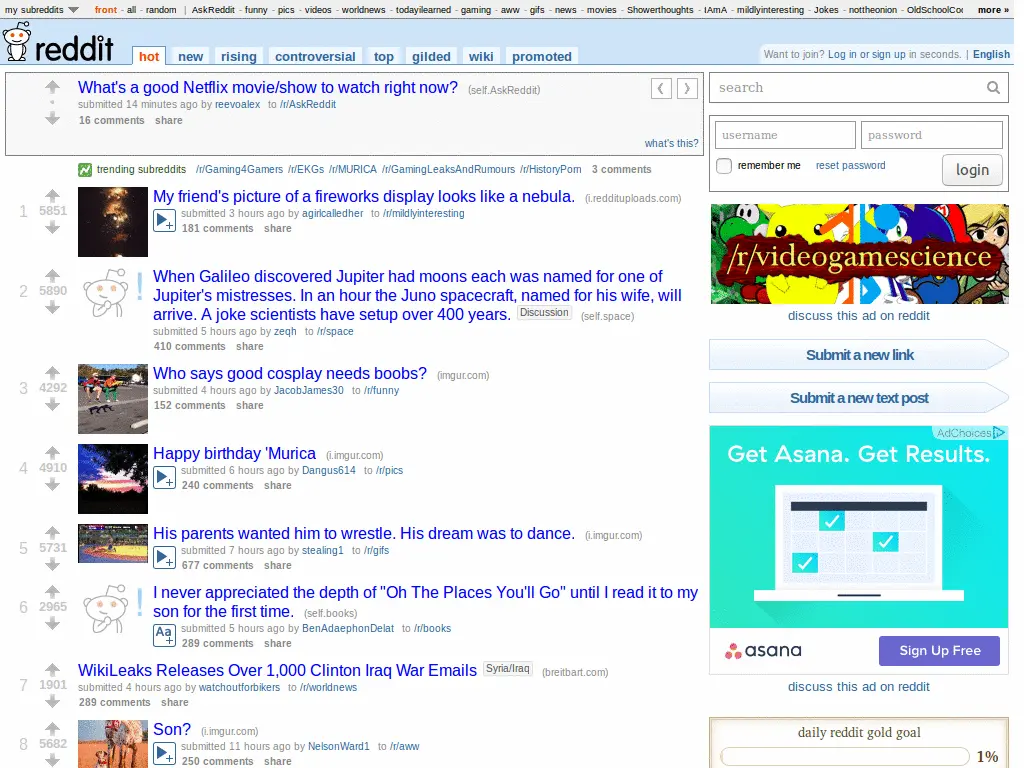 my subreddits front - all - random | AskReddit - funny - pics - videos - worldnews - todayilearned - gaming - aww - gifs - news - movies - Showerthoughts - IAmA - mildlyinteresting - Jokes - nottheonion - OldSchoolCoo more »
reddit hot new rising controversial top gilded wiki promoted
Want to join? Log in or sign up in seconds. | English
What's a good Netflix movie/show to watch right now? (self.AskReddit)
submitted 14 minutes ago by reevoalex to /r/AskReddit
16 comments share
what's this?
trending subreddits /r/Gaming4Gamers /r/EKGs /r/MURICA /r/GamingLeaksAndRumours /r/HistoryPorn 3 comments
1
5851
My friend's picture of a fireworks display looks like a nebula. (i.reddituploads.com)
submitted 3 hours ago by agirlcalledher to /r/mildlyinteresting
181 comments share
2
5890
When Galileo discovered Jupiter had moons each was named for one of
Jupiter's mistresses. In an hour the Juno spacecraft, named for his wife, will
arrive. A joke scientists have setup over 400 years. Discussion (self.space)
submitted 5 hours ago by zeqh to /r/space
410 comments share
3
4292
Who says good cosplay needs boobs? (imgur.com)
submitted 4 hours ago by JacobJames30 to /r/funny
152 comments share
4
4910
Happy birthday 'Murica (i.imgur.com)
submitted 6 hours ago by Dangus614 to /r/pics
240 comments share
5
5731
His parents wanted him to wrestle. His dream was to dance. (i.imgur.com)
submitted 7 hours ago by stealing1 to /r/gifs
677 comments share
6
2965
I never appreciated the depth of "Oh The Places You'll Go" until I read it to my
son for the first time. (self.books)
Aa
submitted 5 hours ago by BenAdaephonDelat to /r/books
289 comments share
7
1901
WikiLeaks Releases Over 1,000 Clinton Iraq War Emails Syria/Iraq (breitbart.com)
submitted 4 hours ago by watchoutforbikers to /r/worldnews
289 comments share
8
5682
Son? (i.imgur.com)
submitted 11 hours ago by NelsonWard1 to /r/aww
250 comments share
search
username password
remember me reset password login
/r/videogamescience
discuss this ad on reddit
Submit a new link
Submit a new text post
AdChoices
Get Asana. Get Results.
asana Sign Up Free
discuss this ad on reddit
daily reddit gold goal
1%